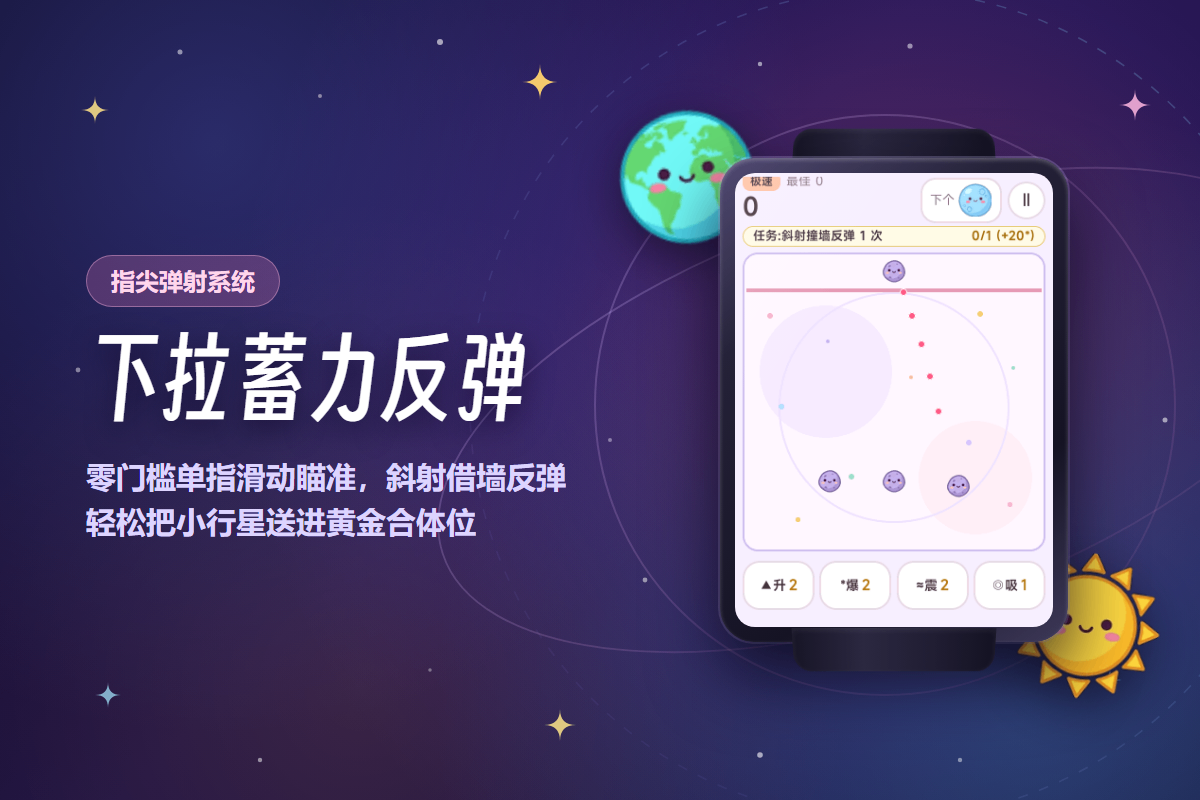 指尖弹射系统
下拉蓄力反弹
零门槛单指滑动瞄准，斜射借墙反弹
轻松把小行星送进黄金合体位
极速 最佳 0
0
下个
任务:斜射撞墙反弹 1 次 0/1 (+20*)
▲升 2
*爆 2
≈震 2
◎吸 1